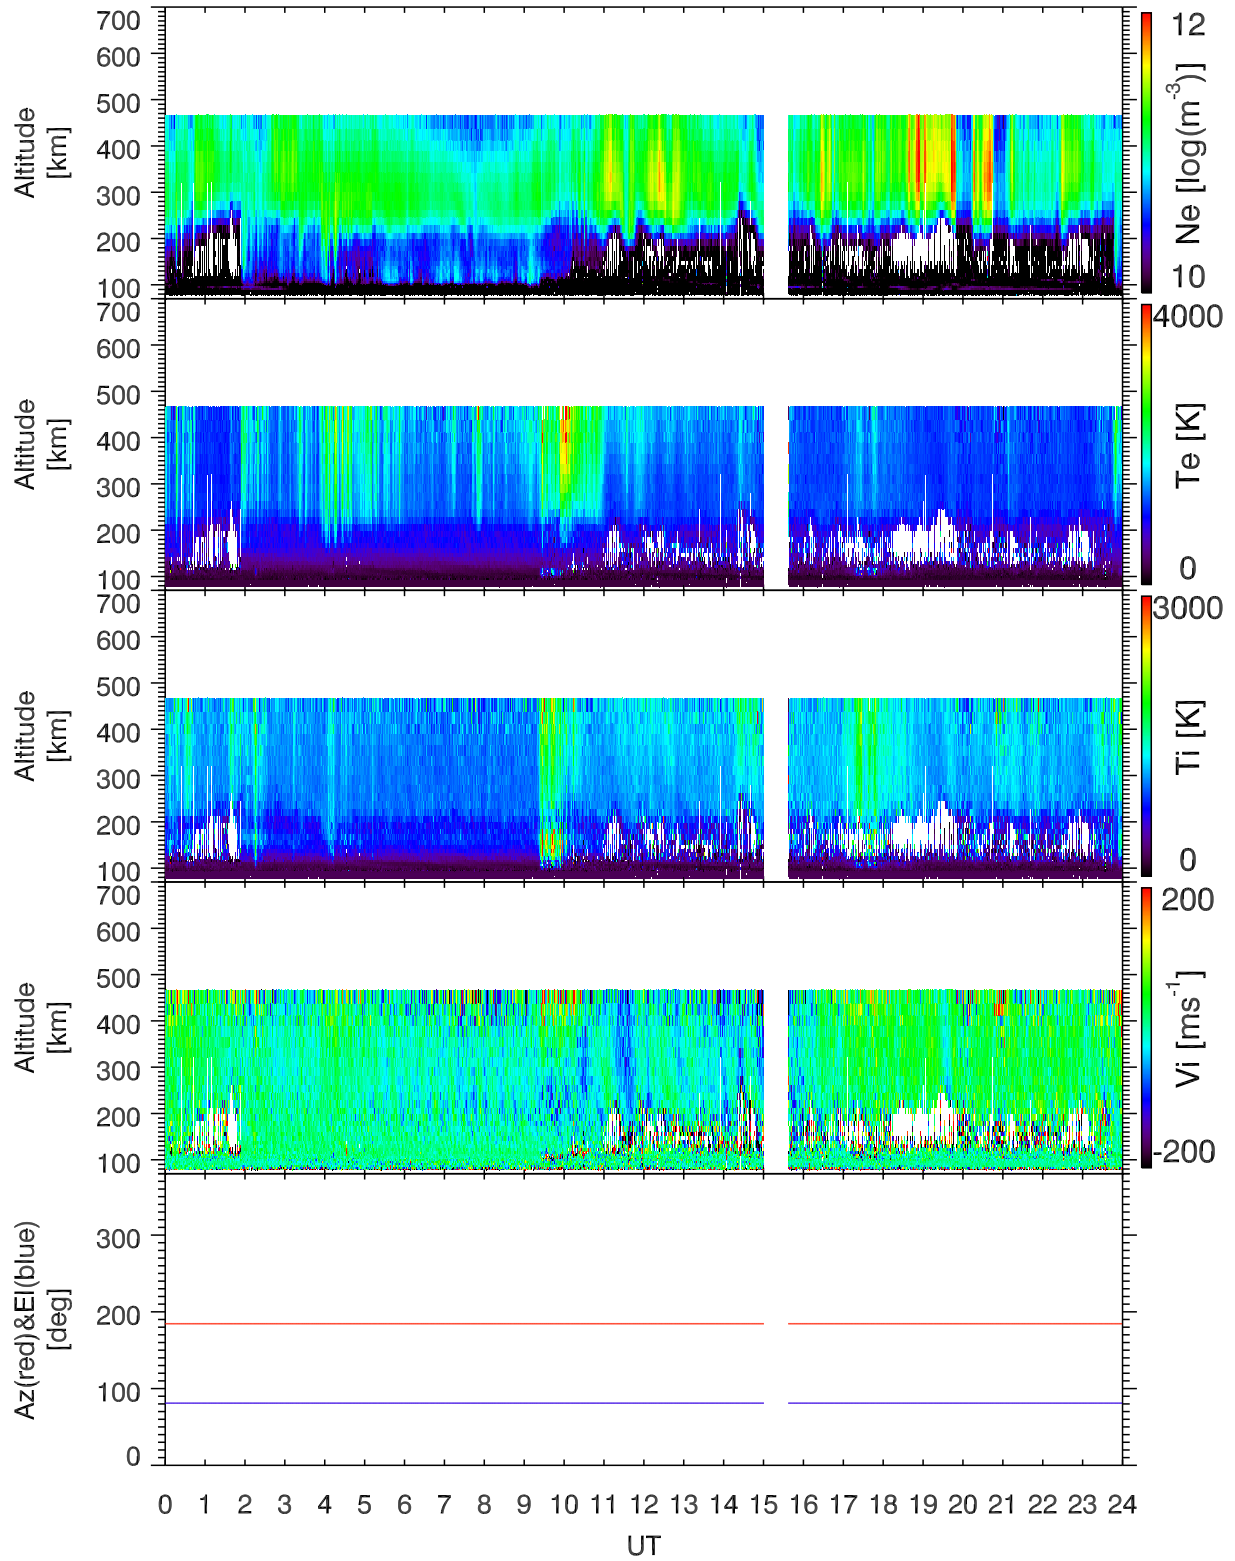 700
600
500
400
300
200
100
Altitude
[km]
12
Ne [log(m⁻³)]
10
700
600
500
400
300
200
100
Altitude
[km]
4000
Te [K]
0
700
600
500
400
300
200
100
Altitude
[km]
3000
Ti [K]
0
700
600
500
400
300
200
100
Altitude
[km]
200
Vi [ms⁻¹]
-200
300
200
100
0
Az(red)&El(blue)
[deg]
0 1 2 3 4 5 6 7 8 9 10 11 12 13 14 15 16 17 18 19 20 21 22 23 24
UT